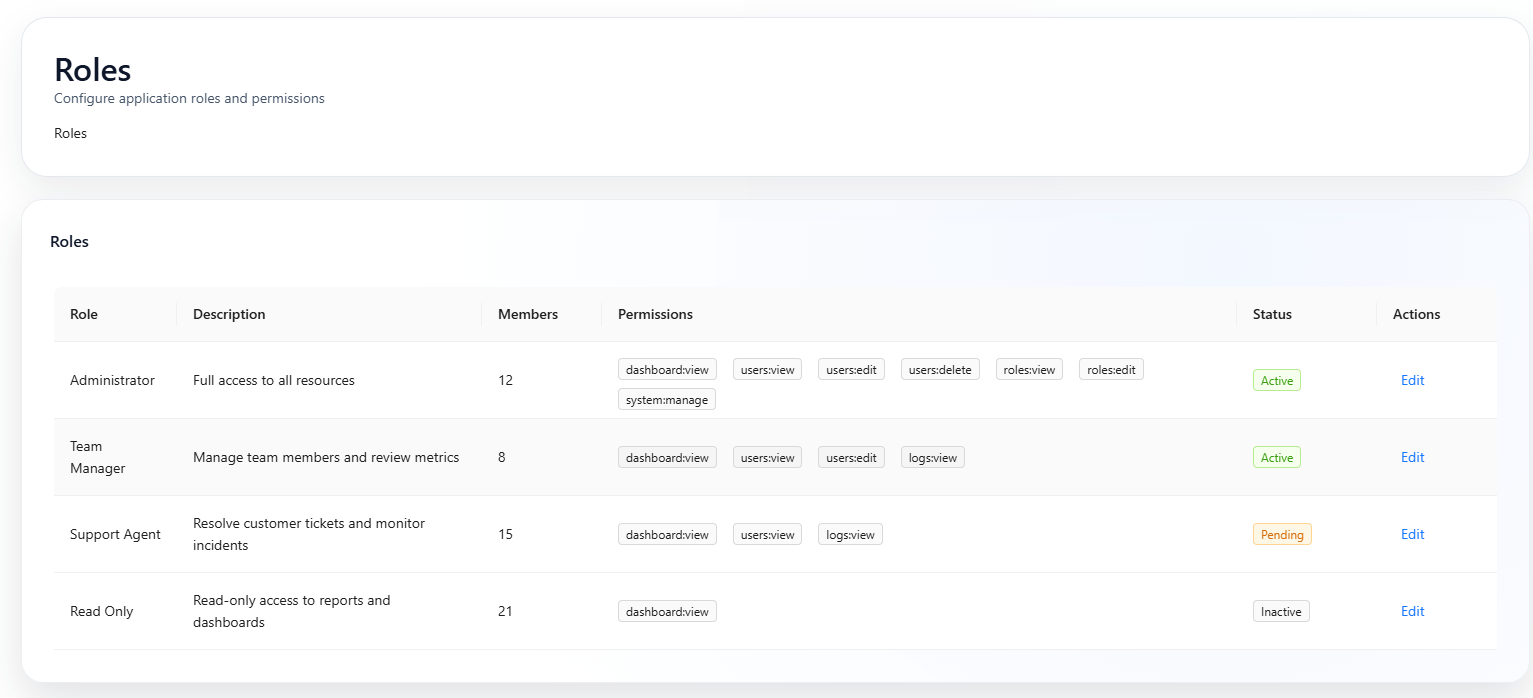 Roles
Configure application roles and permissions
Roles
Roles
Role Description Members Permissions Status Actions
Administrator Full access to all resources 12 dashboard:view users:view users:edit users:delete roles:view roles:edit Active Edit
system:manage
Team
Manager
Manage team members and review metrics 8 dashboard:view users:view users:edit logs:view Active Edit
Support Agent
Resolve customer tickets and monitor
incidents
15 dashboard:view users:view logs:view Pending Edit
Read Only
Read-only access to reports and
dashboards
21 dashboard:view Inactive Edit